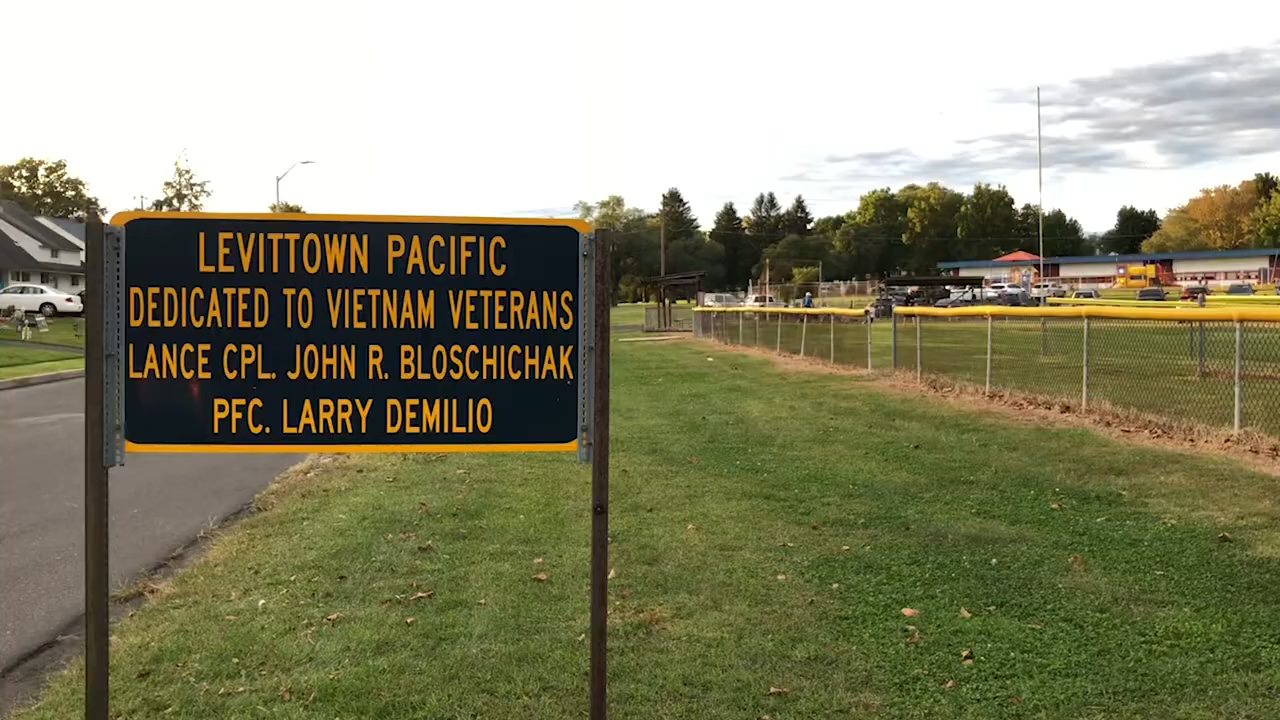 LEVITTOWN PACIFIC
DEDICATED TO VIETNAM VETERANS
LANCE CPL. JOHN R. BLOSCHICHAK
PFC. LARRY DEMILIO